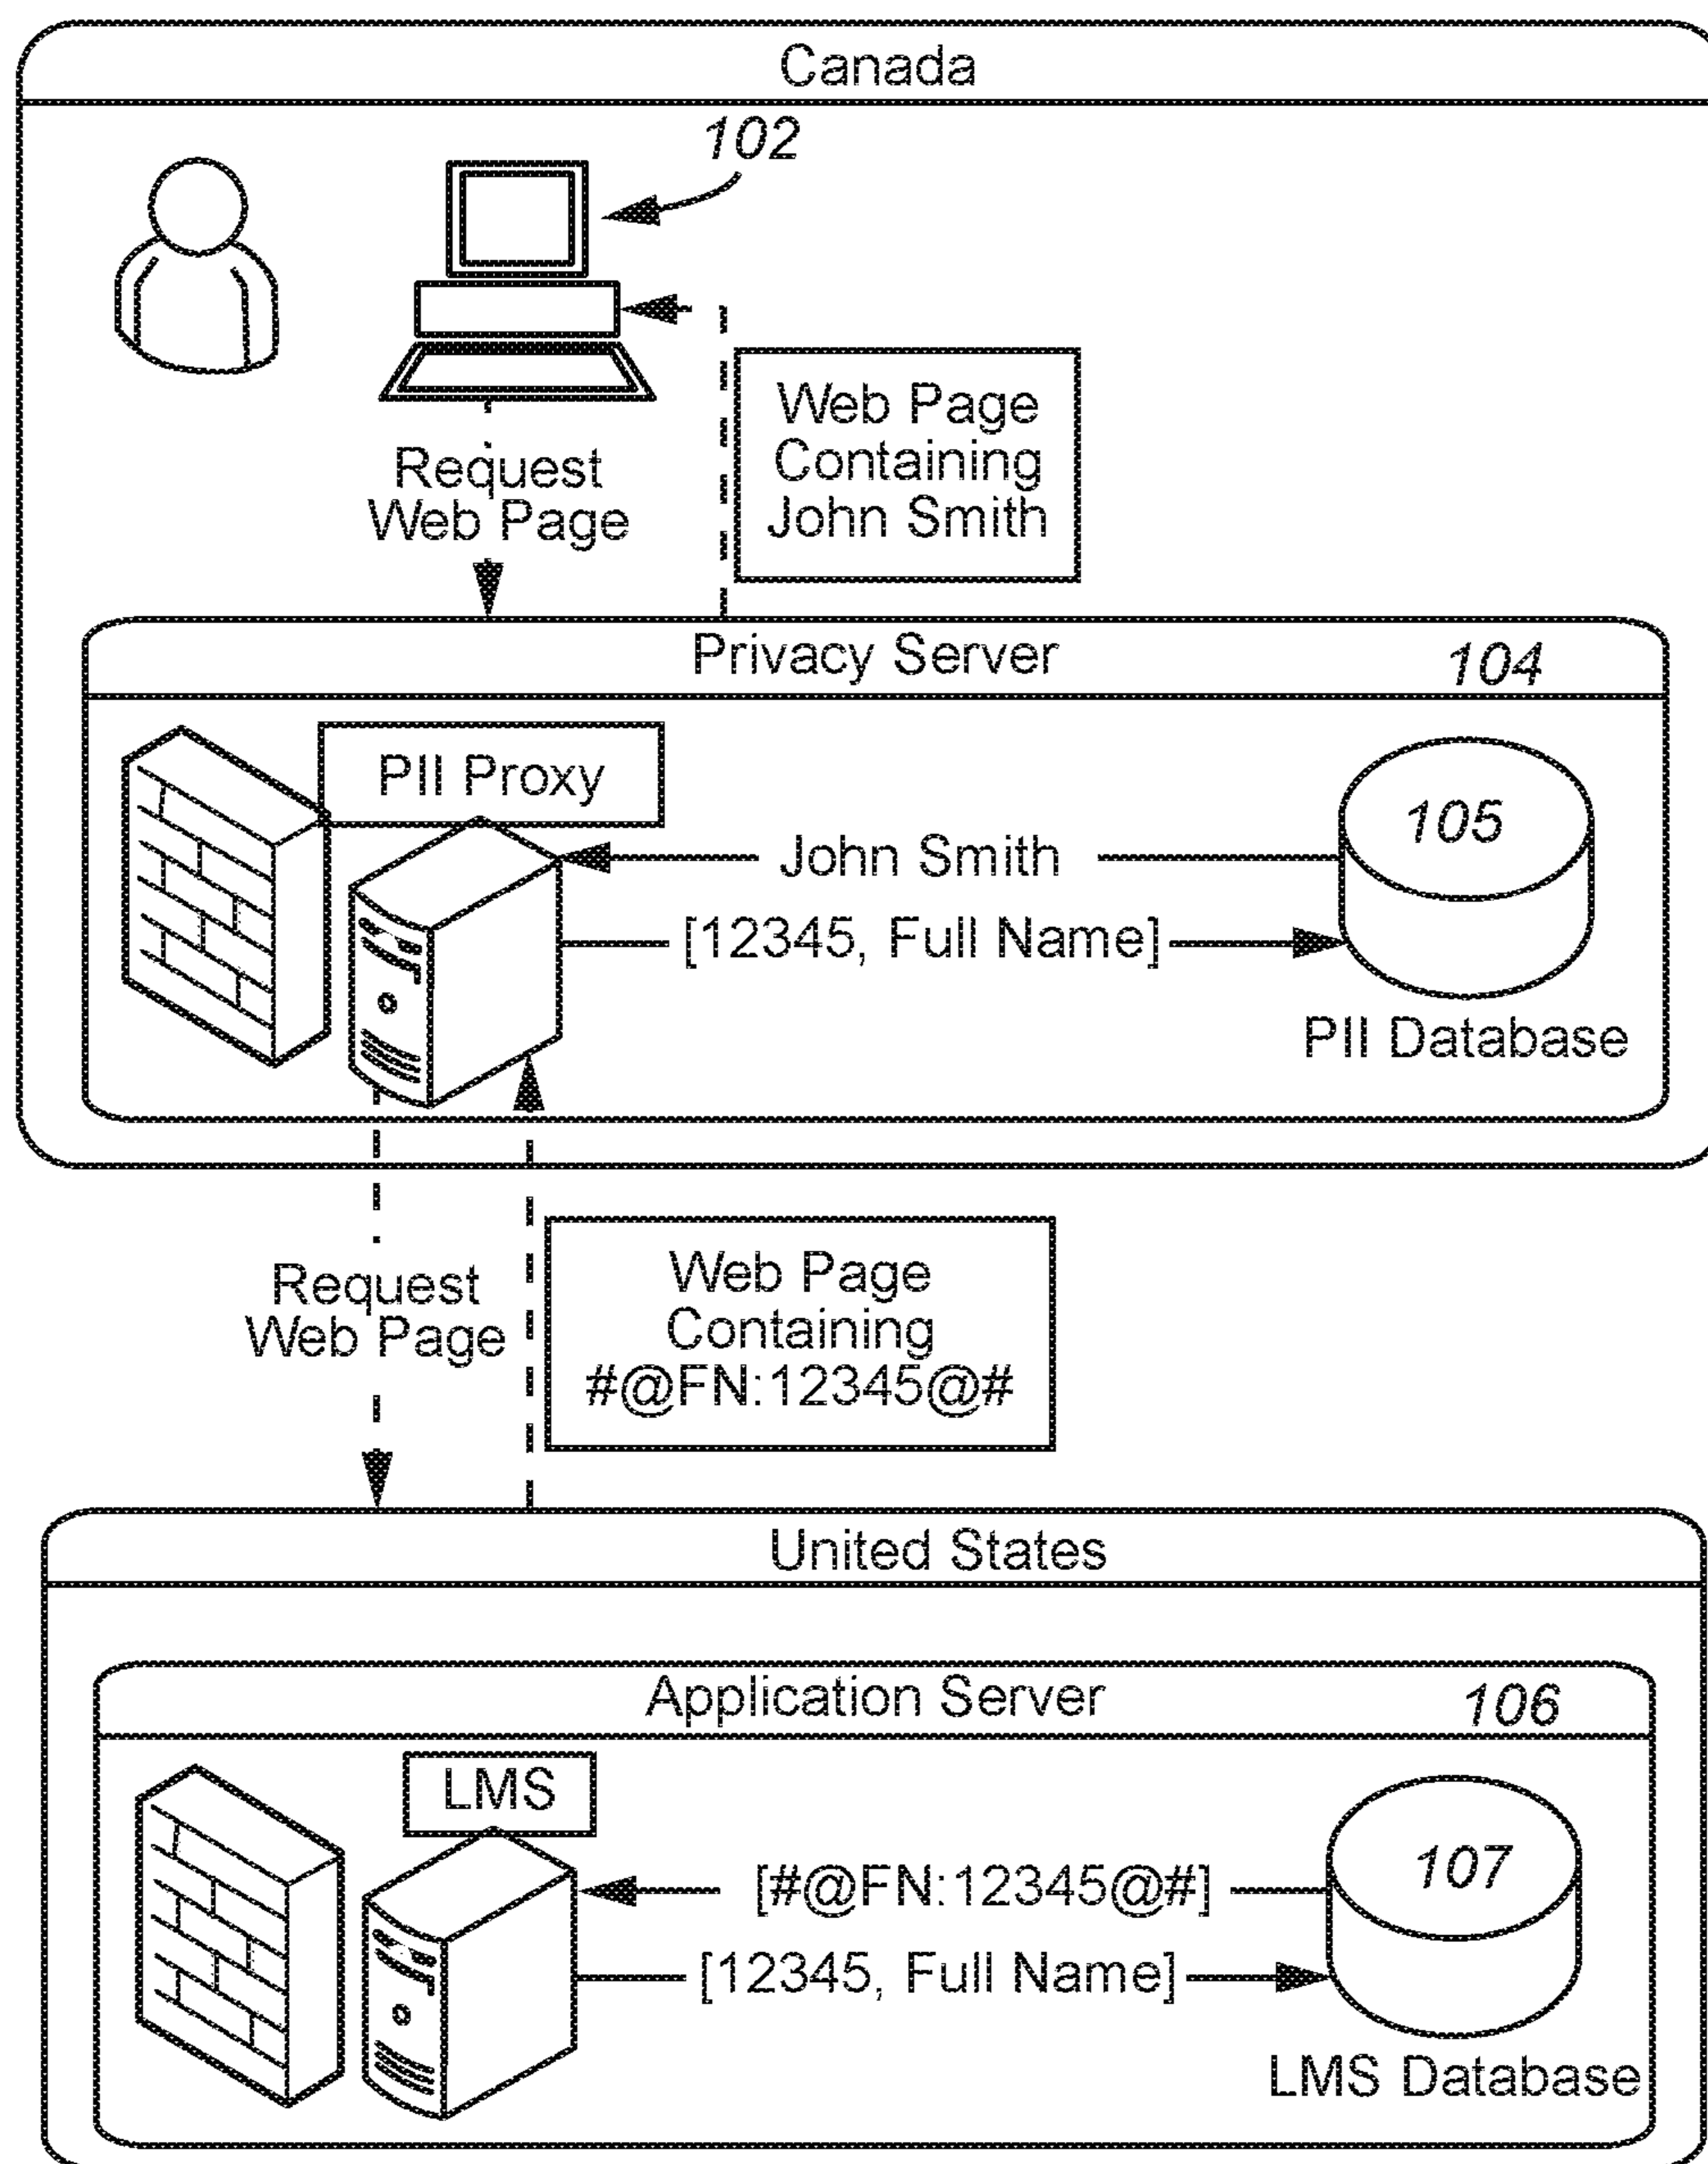 Canada
102
Request
Web Page
Web Page
Containing
John Smith
Privacy Server
104
PII Proxy
105
John Smith
[12345, Full Name]
PII Database
Request
Web Page
Web Page
Containing
#@FN:12345@#
United States
Application Server
106
LMS
107
[#@FN:12345@#]
[12345, Full Name]
LMS Database